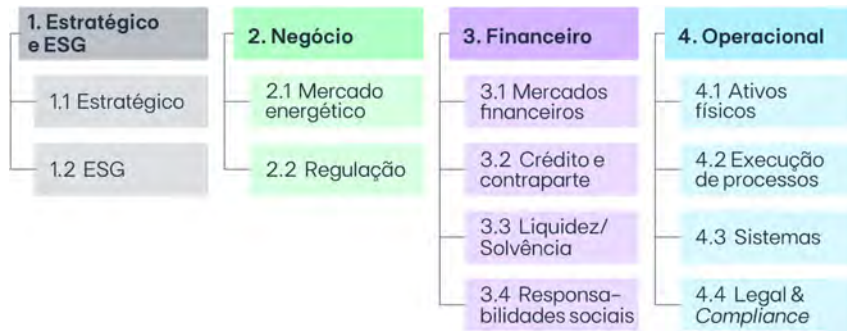 1. Estratégico
e ESG
1.1 Estratégico
1.2 ESG
2. Negócio
2.1 Mercado
energético
2.2 Regulação
3. Financeiro
3.1 Mercados
financeiros
3.2 Crédito e
contraparte
3.3 Liquidez/
Solvência
3.4 Responsa-
bilidades sociais
4. Operacional
4.1 Ativos
físicos
4.2 Execução
de processos
4.3 Sistemas
4.4 Legal &
Compliance